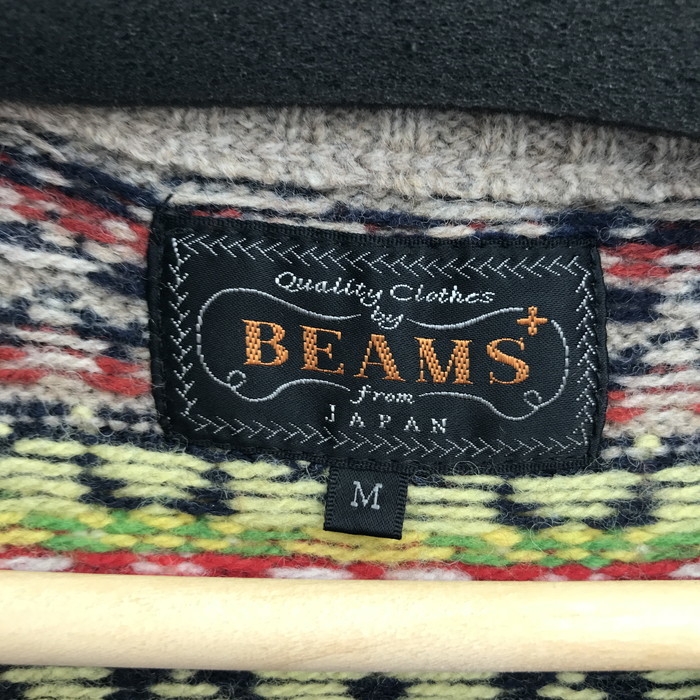 Quality Clothes
by
BEAMS+
from
JAPAN
M